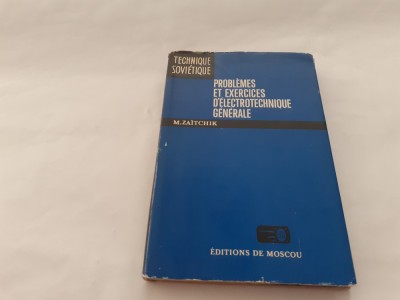 TECHNIQUE
SOVIÉTIQUE
PROBLÈMES
ET EXERCICES
D'ÉLECTROTECHNIQUE
GÉNÉRALE
M. ZAÏTCHIK
ÉDITIONS DE MOSCOU